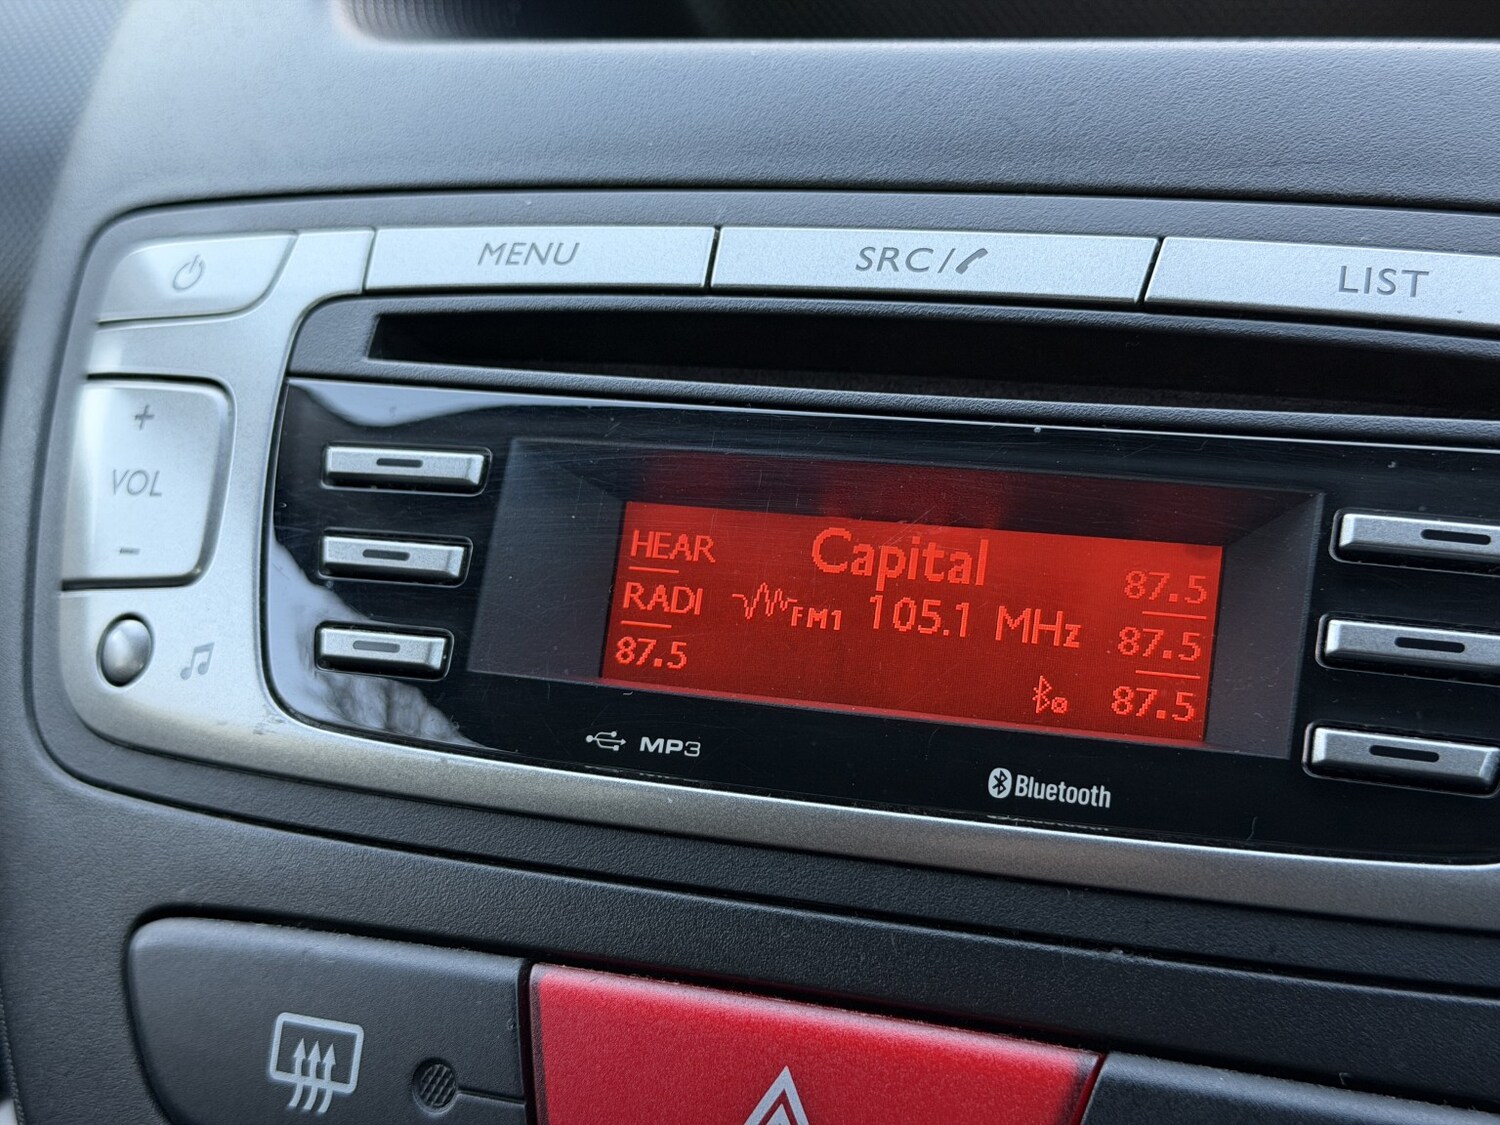 MENU
SRC/
LIST
+
VOL
-
HEAR
Capital
87.5
RADI
FM1 105.1 MHz
87.5
87.5
87.5
MP3
Bluetooth